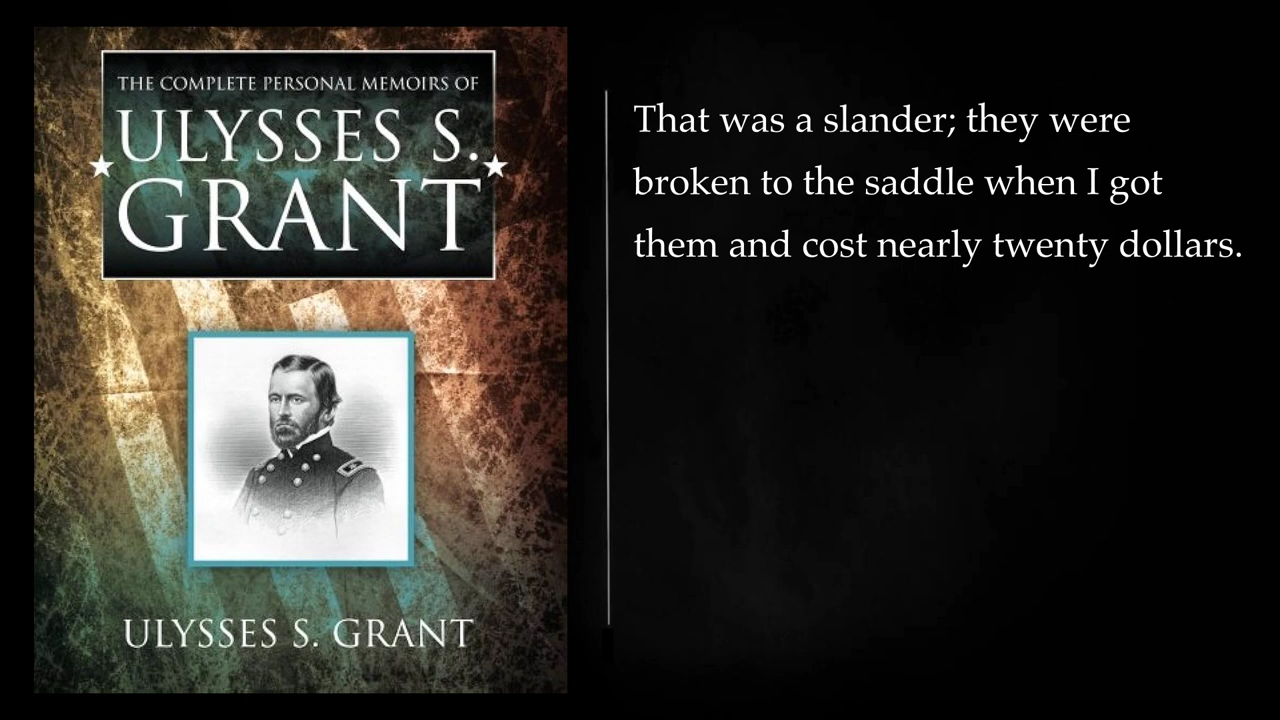 THE COMPLETE PERSONAL MEMOIRS OF
ULYSSES S.
GRANT
ULYSSES S. GRANT
That was a slander; they were
broken to the saddle when I got
them and cost nearly twenty dollars.